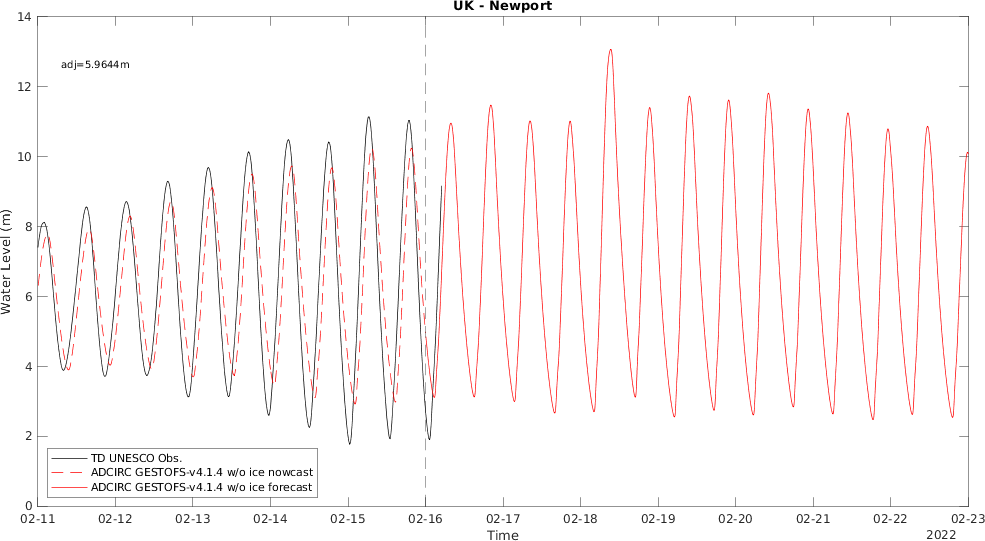 UK - Newport
adj=5.9644m
14
12
10
8
6
4
2
0
Water Level (m)
TD UNESCO Obs.
ADCIRC GESTOFS-v4.1.4 w/o ice nowcast
ADCIRC GESTOFS-v4.1.4 w/o ice forecast
02-11 02-12 02-13 02-14 02-15 02-16 02-17 02-18 02-19 02-20 02-21 02-22 02-23
Time
2022